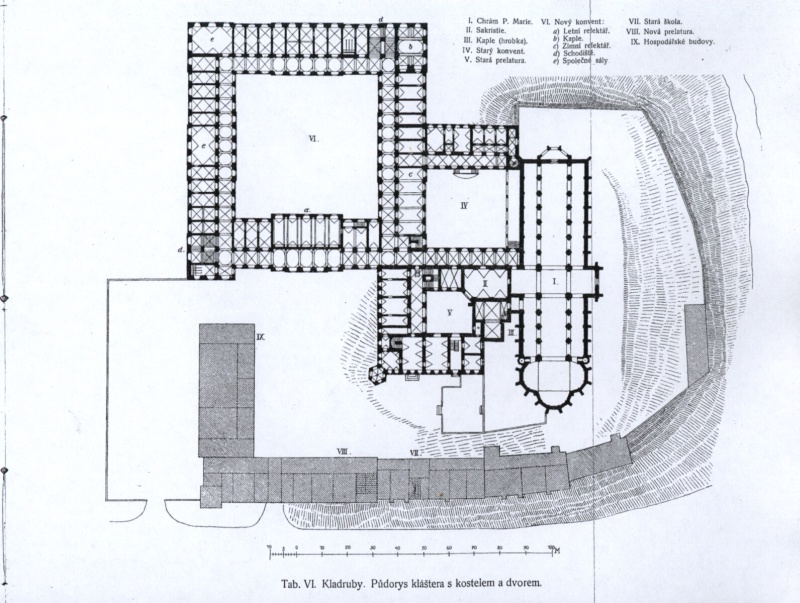 I. Chrám P. Marie.
II. Sakristie.
III. Kaple (hrobka).
IV. Starý konvent.
V. Stará prelatura.
VI. Nový konvent:
a) Letní refektář.
b) Kaple.
c) Zimní refektář.
d) Schodiště.
e) Společné sály
VII. Stará škola.
VIII. Nová prelatura.
IX. Hospodářské budovy.
d
e
b
VI.
e
c
IV
a
d.
II
I.
V
III
IX.
VIII.
VII.
10 5 0 10 20 30 40 50 60 70 80 90 100 M
Tab. VI. Kladruby. Půdorys kláštera s kostelem a dvorem.